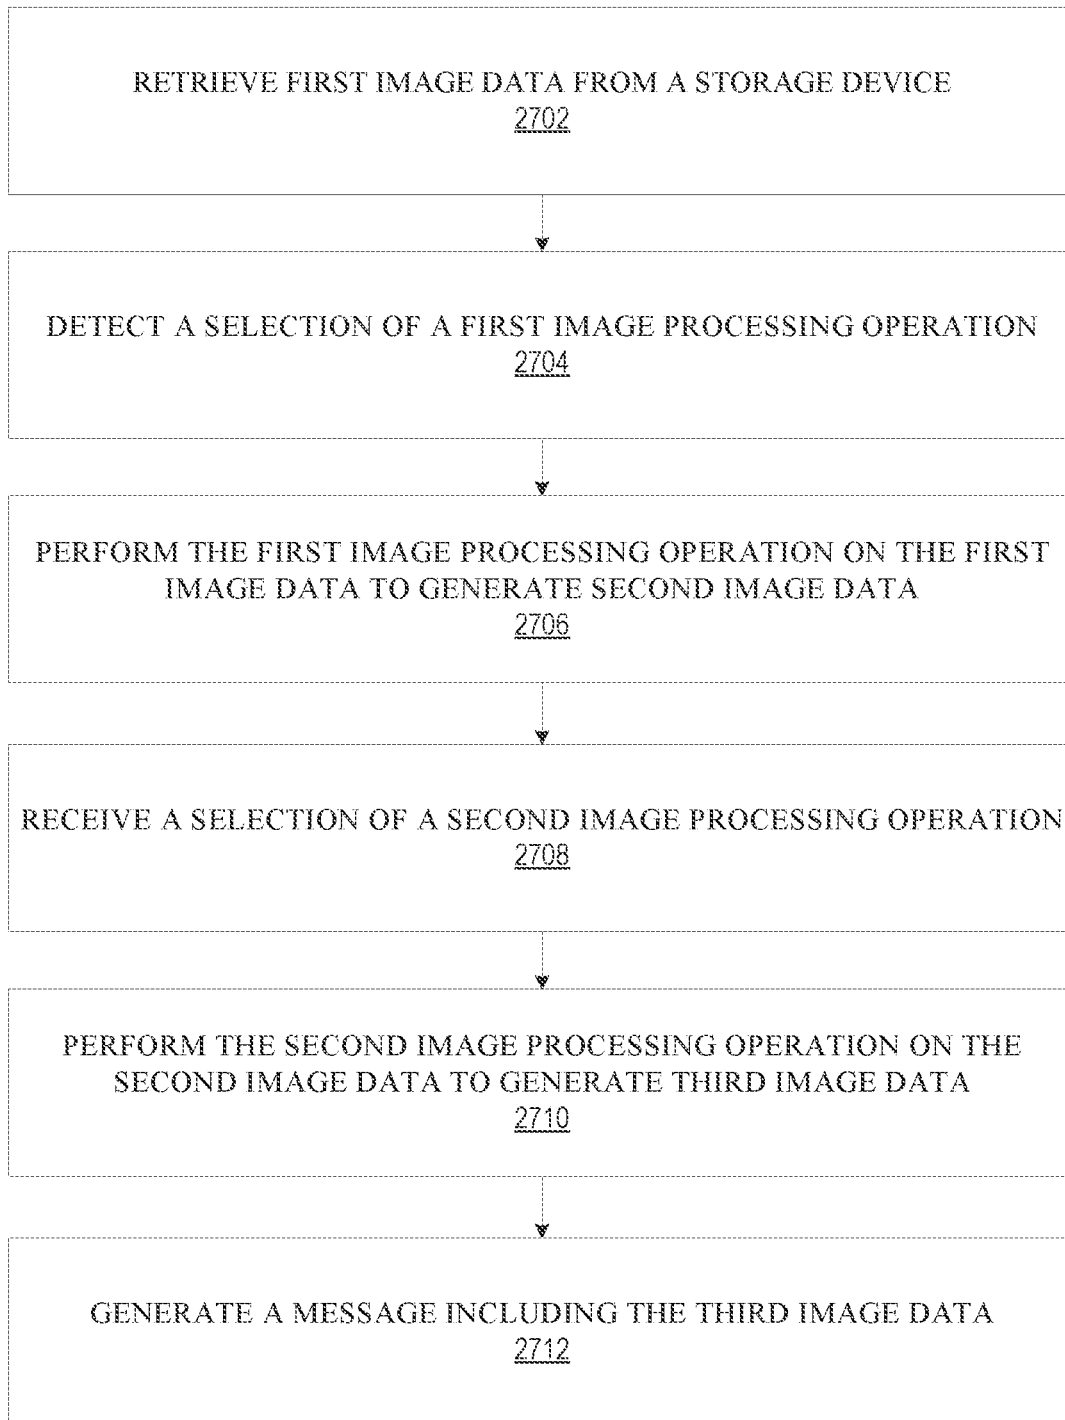 RETRIEVE FIRST IMAGE DATA FROM A STORAGE DEVICE
2702
DETECT A SELECTION OF A FIRST IMAGE PROCESSING OPERATION
2704
PERFORM THE FIRST IMAGE PROCESSING OPERATION ON THE FIRST
IMAGE DATA TO GENERATE SECOND IMAGE DATA
2706
RECEIVE A SELECTION OF A SECOND IMAGE PROCESSING OPERATION
2708
PERFORM THE SECOND IMAGE PROCESSING OPERATION ON THE
SECOND IMAGE DATA TO GENERATE THIRD IMAGE DATA
2710
GENERATE A MESSAGE INCLUDING THE THIRD IMAGE DATA
2712